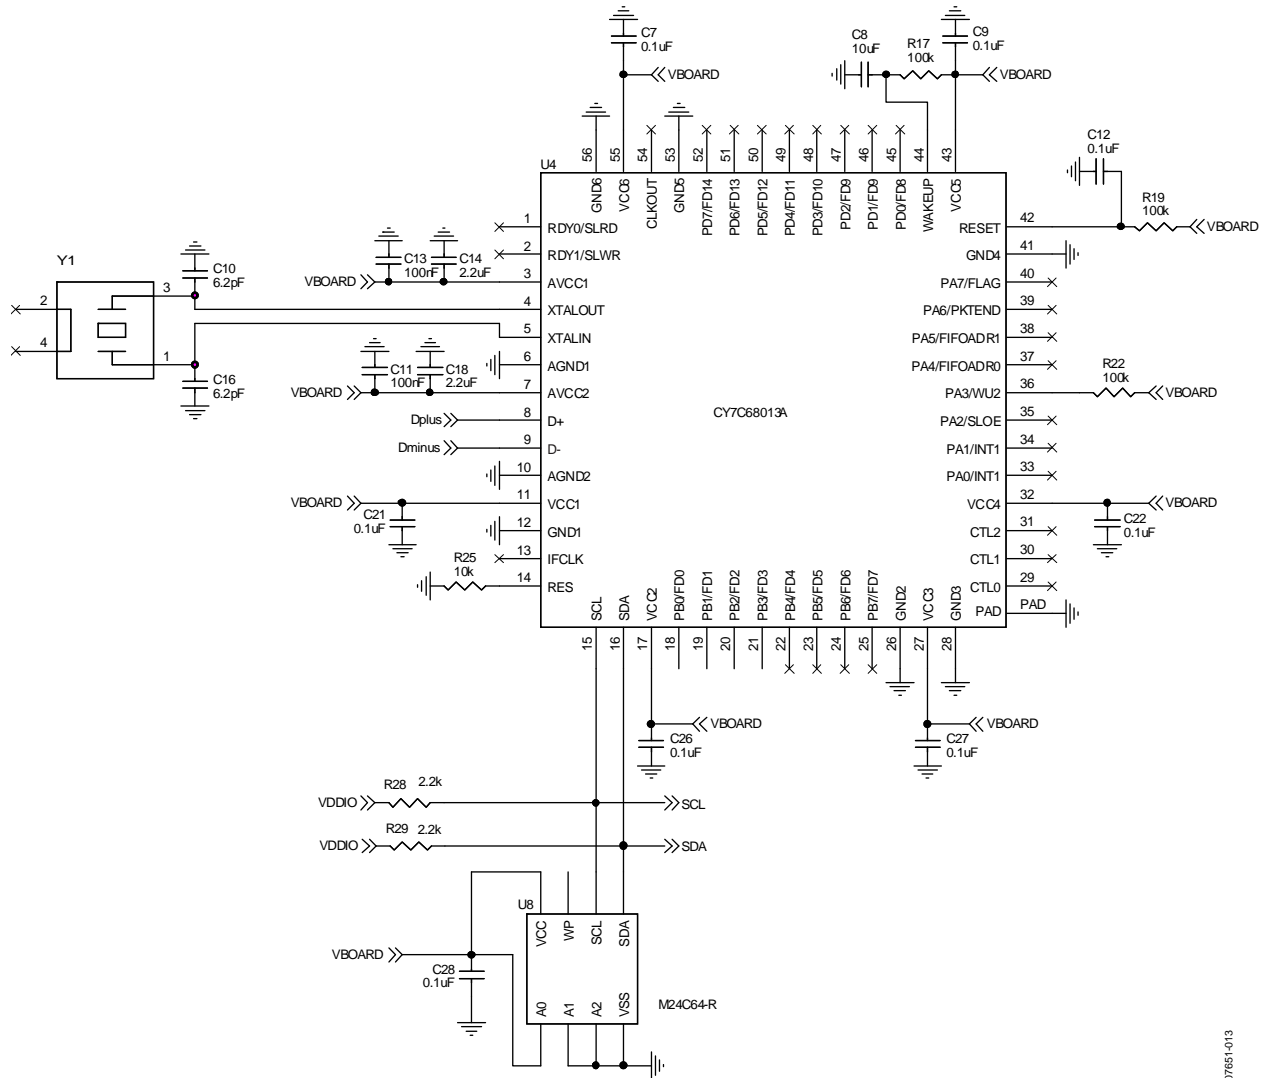 C7
0.1uF
VBOARD
C8
10uF
R17
100k
C9
0.1uF
VBOARD
C12
0.1uF
R19
100k
VBOARD
U4
56
55
54
53
52
51
50
49
48
47
46
45
44
43
GND6
VCC6
CLKOUT
GND5
PD7/FD14
PD6/FD13
PD5/FD12
PD4/FD11
PD3/FD10
PD2/FD9
PD1/FD9
PD0/FD8
WAKEUP
VCC5
1 RDY0/SLRD
2 RDY1/SLWR
3 AVCC1
4 XTALOUT
5 XTALIN
6 AGND1
7 AVCC2
8 D+
9 D-
10 AGND2
11 VCC1
12 GND1
13 IFCLK
14 RES
RESET 42
GND4 41
PA7/FLAG 40
PA6/PKTEND 39
PA5/FIFOADR1 38
PA4/FIFOADR0 37
PA3/WU2 36
PA2/SLOE 35
PA1/INT1 34
PA0/INT1 33
VCC4 32
CTL2 31
CTL1 30
CTL0 29
PAD PAD
CY7C68013A
Y1
2
4
3
1
C10
6.2pF
C16
6.2pF
C13
100nF
C14
2.2uF
VBOARD
C11
100nF
C18
2.2uF
VBOARD
Dplus
Dminus
VBOARD
C21
0.1uF
R25
10k
R22
100k
VBOARD
VBOARD
C22
0.1uF
SCL
SDA
VCC2
PB0/FD0
PB1/FD1
PB2/FD2
PB3/FD3
PB4/FD4
PB5/FD5
PB6/FD6
PB7/FD7
GND2
VCC3
GND3
15
16
17
18
19
20
21
22
23
24
25
26
27
28
VBOARD
C26
0.1uF
VBOARD
C27
0.1uF
VDDIO
R28 2.2k
SCL
VDDIO
R29 2.2k
SDA
U8
VCC
WP
SCL
SDA
A0
A1
A2
VSS
M24C64-R
VBOARD
C28
0.1uF
07651-013